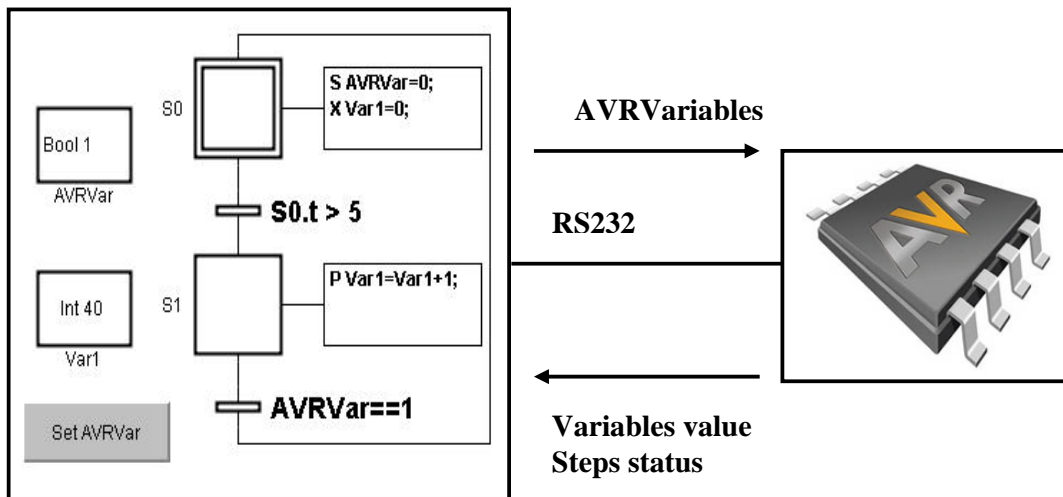 S0
S AVRVar=0;
X Var1=0;
Bool 1
AVRVar
S0.t > 5
Int 40
Var1
S1
P Var1=Var1+1;
AVRVar==1
Set AVRVar
AVRVariables
RS232
AVR
Variables value
Steps status